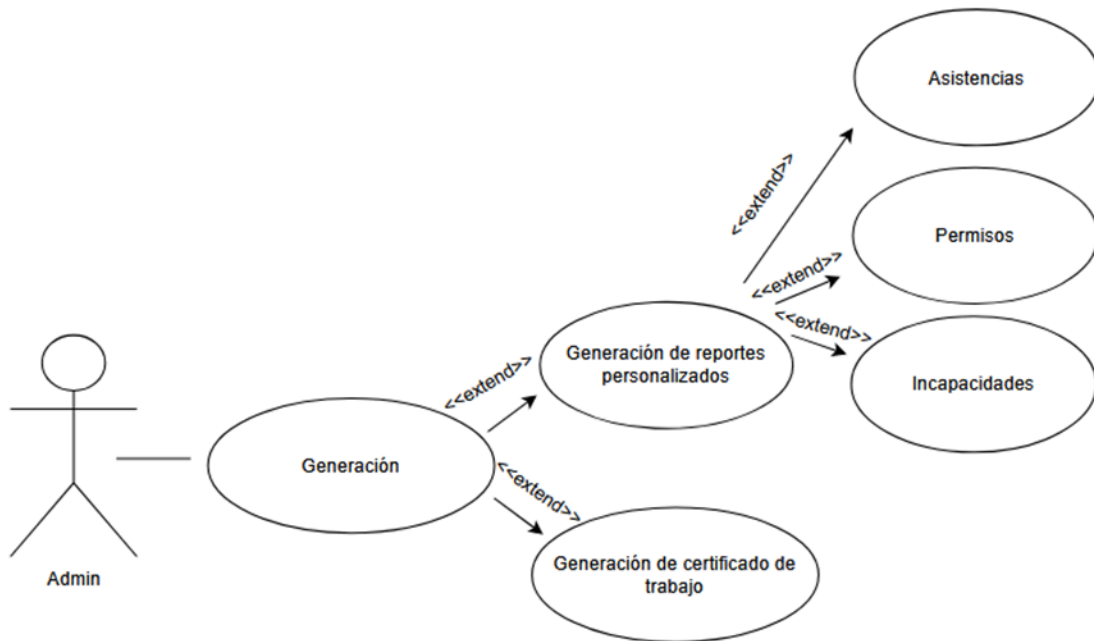 Asistencias
<<extend>>
Permisos
<<extend>>
<<extend>>
Generación de reportes
personalizados
Incapacidades
<<extend>>
Generación
<<extend>>
Generación de certificado de
trabajo
Admin